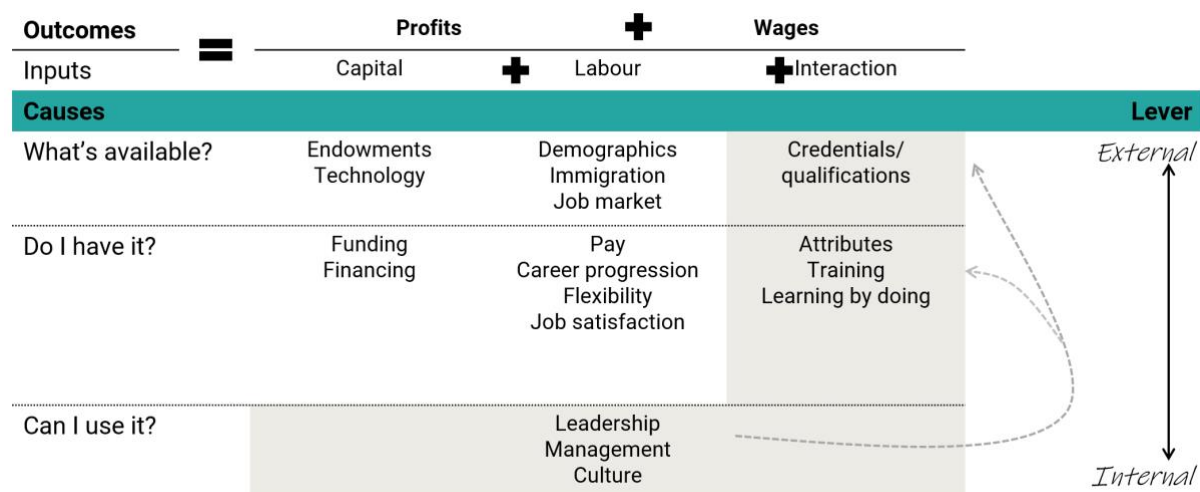 Outcomes Profits + Wages
=
Inputs Capital + Labour + Interaction
Causes Lever
What's available? Endowments Demographics Credentials/ External
Technology Immigration qualifications
Job market
Do I have it? Funding Pay Attributes
Financing Career progression Training
Flexibility Learning by doing
Job satisfaction
Can I use it? Leadership
Management
Culture Internal